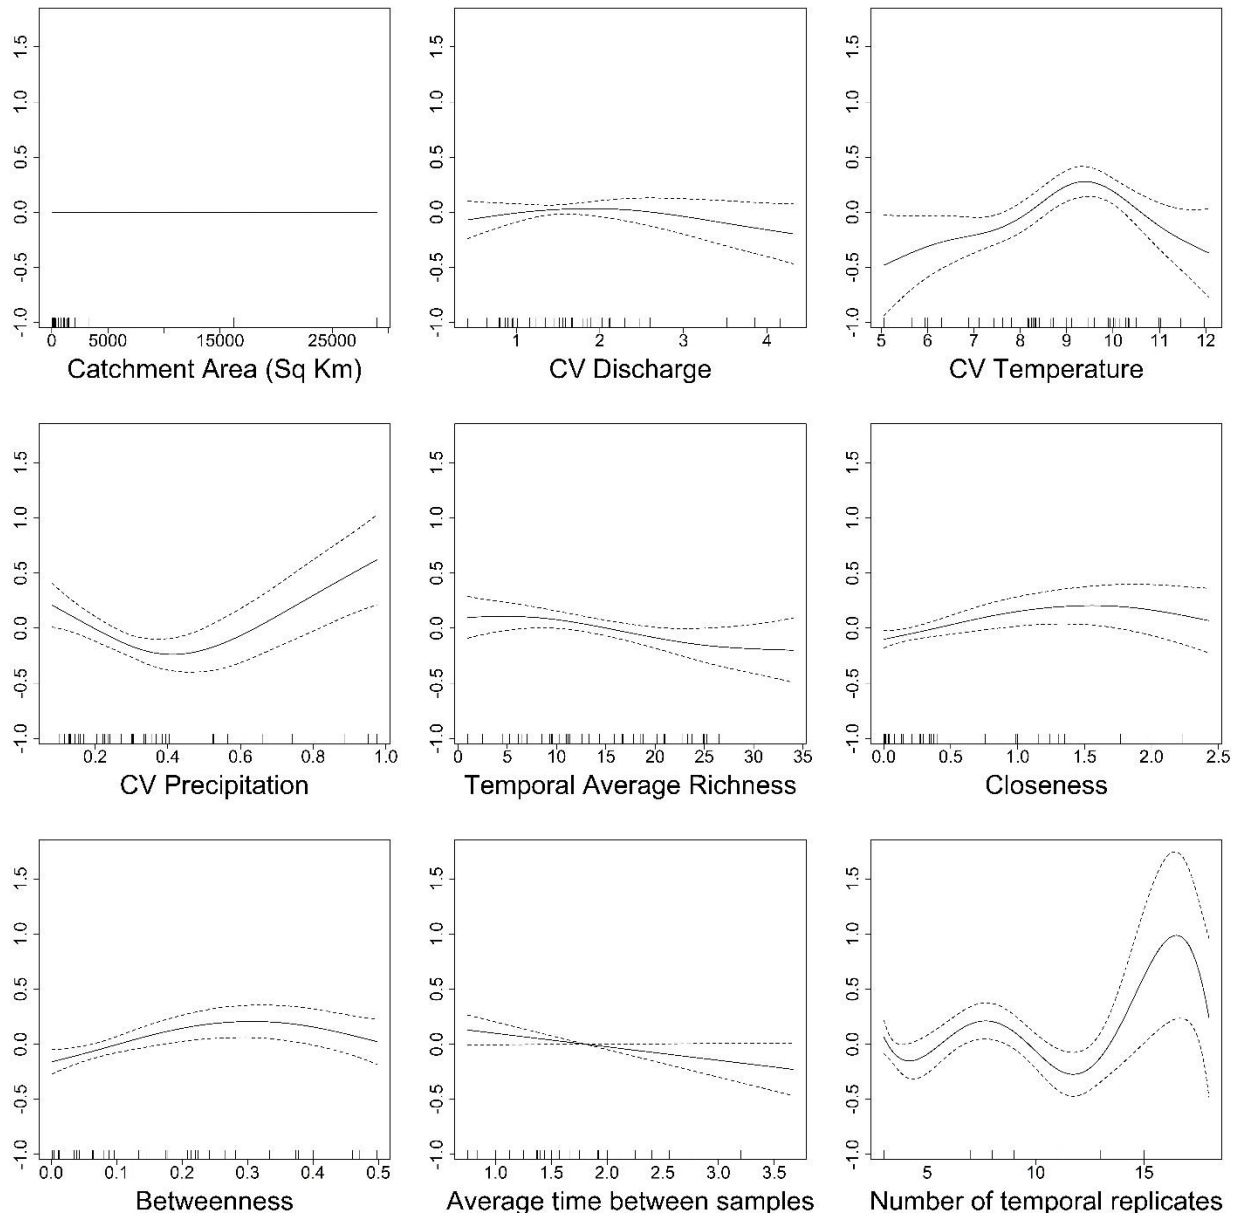 -1.0 -0.5 0.0 0.5 1.0 1.5
0 5000 15000 25000
Catchment Area (Sq Km)
-1.0 -0.5 0.0 0.5 1.0 1.5
1 2 3 4
CV Discharge
-1.0 -0.5 0.0 0.5 1.0 1.5
5 6 7 8 9 10 11 12
CV Temperature
-1.0 -0.5 0.0 0.5 1.0 1.5
0.2 0.4 0.6 0.8 1.0
CV Precipitation
-1.0 -0.5 0.0 0.5 1.0 1.5
0 5 10 15 20 25 30 35
Temporal Average Richness
-1.0 -0.5 0.0 0.5 1.0 1.5
0.0 0.5 1.0 1.5 2.0 2.5
Closeness
-1.0 -0.5 0.0 0.5 1.0 1.5
0.0 0.1 0.2 0.3 0.4 0.5
Betweenness
-1.0 -0.5 0.0 0.5 1.0 1.5
1.0 1.5 2.0 2.5 3.0 3.5
Average time between samples
-1.0 -0.5 0.0 0.5 1.0 1.5
5 10 15
Number of temporal replicates